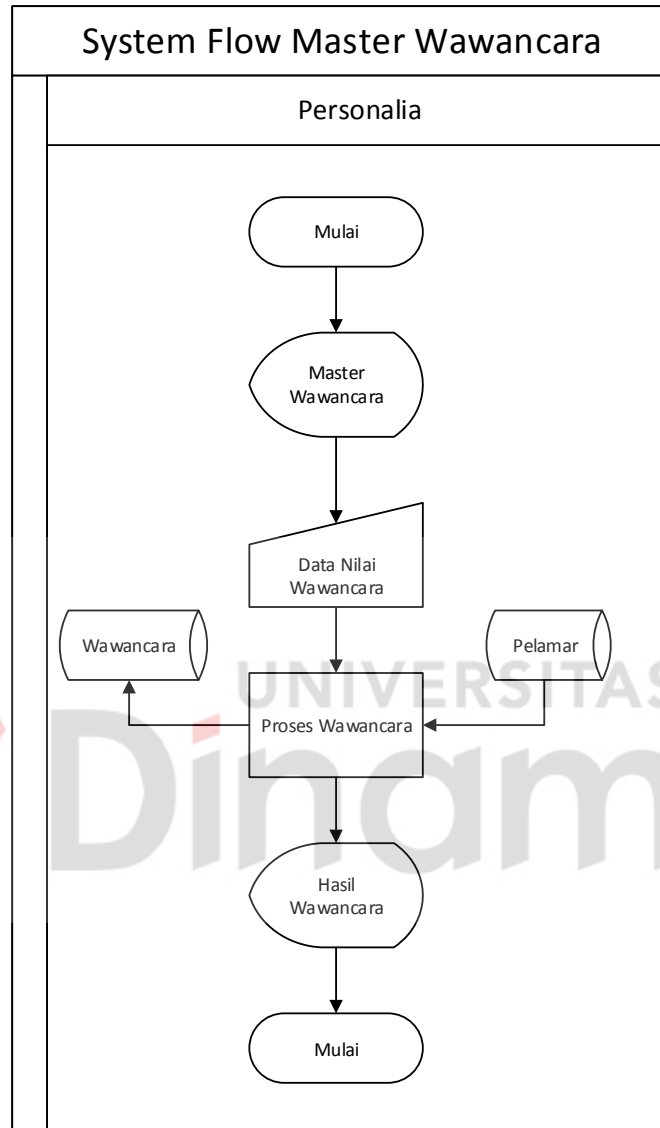 System Flow Master Wawancara
Personalia
Mulai
Master
Wawancara
Data Nilai
Wawancara
Wawancara
Pelamar
UNIVERSITAS
Dinam
Proses Wawancara
Hasil
Wawancara
Mulai